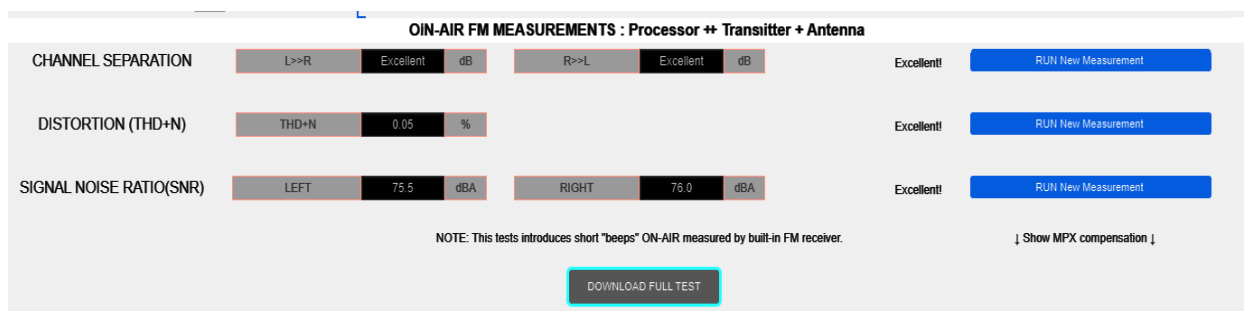 OiN-AIR FM MEASUREMENTS : Processor ++ Transitter + Antenna
CHANNEL SEPARATION L>>R Excellent dB R>>L Excellent dB Excellent! RUN New Measurement
DISTORTION (THD+N) THD+N 0.05 % Excellent! RUN New Measurement
SIGNAL NOISE RATIO(SNR) LEFT 75.5 dBA RIGHT 76.0 dBA Excellent! RUN New Measurement
NOTE: This tests introduces short "beeps" ON-AIR measured by built-in FM receiver. ↓ Show MPX compensation ↓
DOWNLOAD FULL TEST